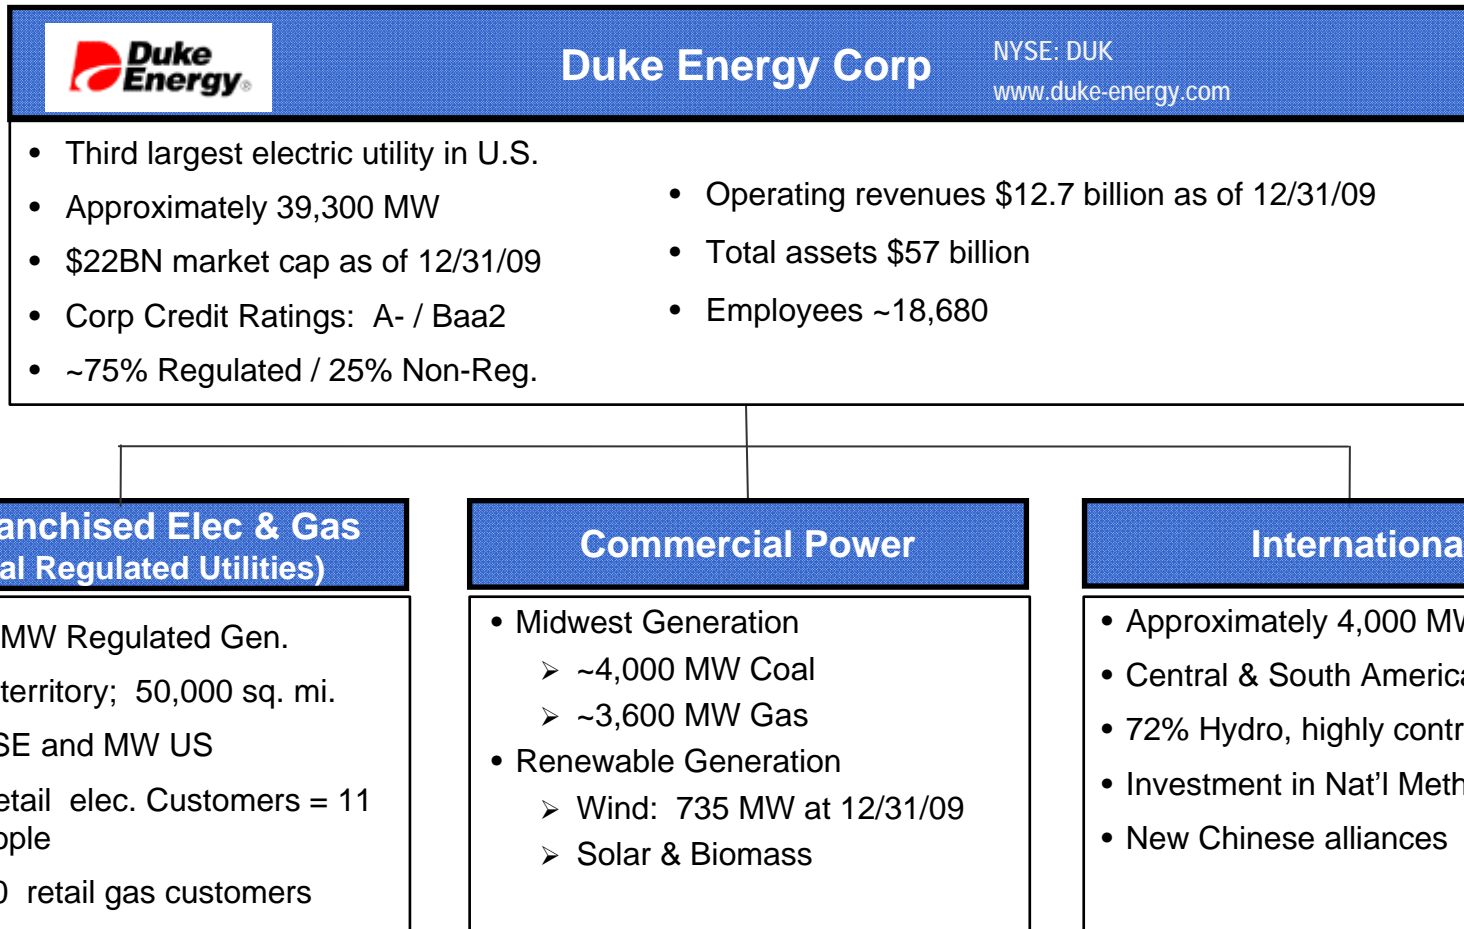 Duke
Energy®
Duke Energy Corp
NYSE: DUK
www.duke-energy.com
• Third largest electric utility in U.S.
• Approximately 39,300 MW
• $22BN market cap as of 12/31/09
• Corp Credit Ratings: A- / Baa2
• ~75% Regulated / 25% Non-Reg.
• Operating revenues $12.7 billion as of 12/31/09
• Total assets $57 billion
• Employees ~18,680
anchised Elec & Gas
al Regulated Utilities)
MW Regulated Gen.
territory; 50,000 sq. mi.
SE and MW US
etail elec. Customers = 11
ople
0 retail gas customers
Commercial Power
• Midwest Generation
➢ ~4,000 MW Coal
➢ ~3,600 MW Gas
• Renewable Generation
➢ Wind: 735 MW at 12/31/09
➢ Solar & Biomass
Internationa
• Approximately 4,000 MW
• Central & South America
• 72% Hydro, highly contr
• Investment in Nat’l Meth
• New Chinese alliances